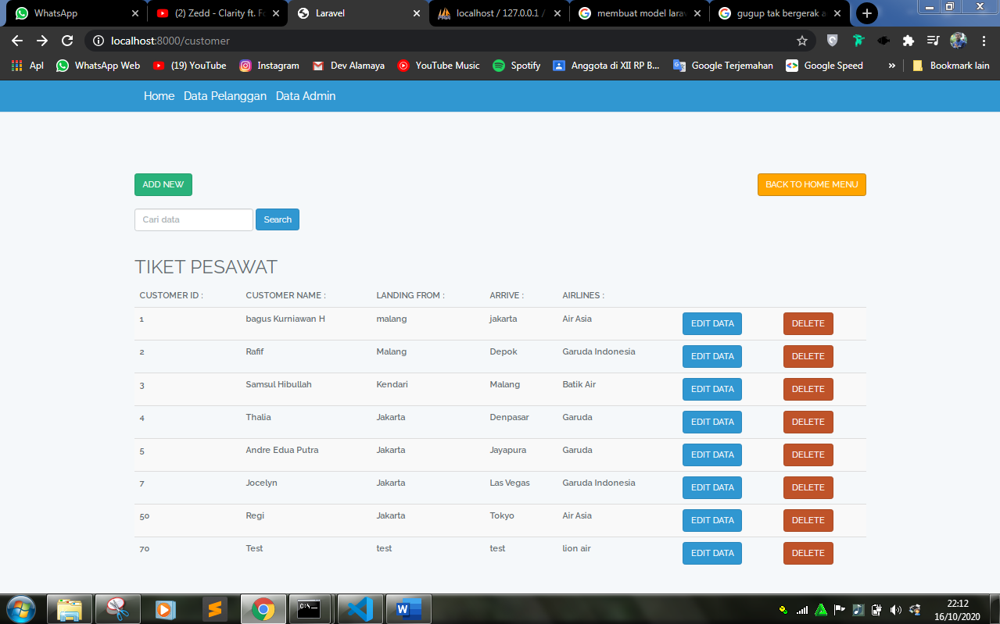 WhatsApp
(2) Zedd - Clarity ft. Fo
Laravel
localhost / 127.0.0.1 /
membuat model larav
gugup tak bergerak a
localhost:8000/customer
Apl
WhatsApp Web
(19) YouTube
Instagram
Dev Alamaya
YouTube Music
Spotify
Anggota di XII RP B...
Google Terjemahan
Google Speed
»
Bookmark lain
Home Data Pelanggan Data Admin
ADD NEW
BACK TO HOME MENU
Cari data
Search
TIKET PESAWAT
CUSTOMER ID : CUSTOMER NAME : LANDING FROM : ARRIVE : AIRLINES :
1 bagus Kurniawan H malang jakarta Air Asia EDIT DATA DELETE
2 Rafif Malang Depok Garuda Indonesia EDIT DATA DELETE
3 Samsul Hibullah Kendari Malang Batik Air EDIT DATA DELETE
4 Thalia Jakarta Denpasar Garuda EDIT DATA DELETE
5 Andre Edua Putra Jakarta Jayapura Garuda EDIT DATA DELETE
7 Jocelyn Jakarta Las Vegas Garuda Indonesia EDIT DATA DELETE
50 Regi Jakarta Tokyo Air Asia EDIT DATA DELETE
70 Test test test lion air EDIT DATA DELETE
22:12
16/10/2020